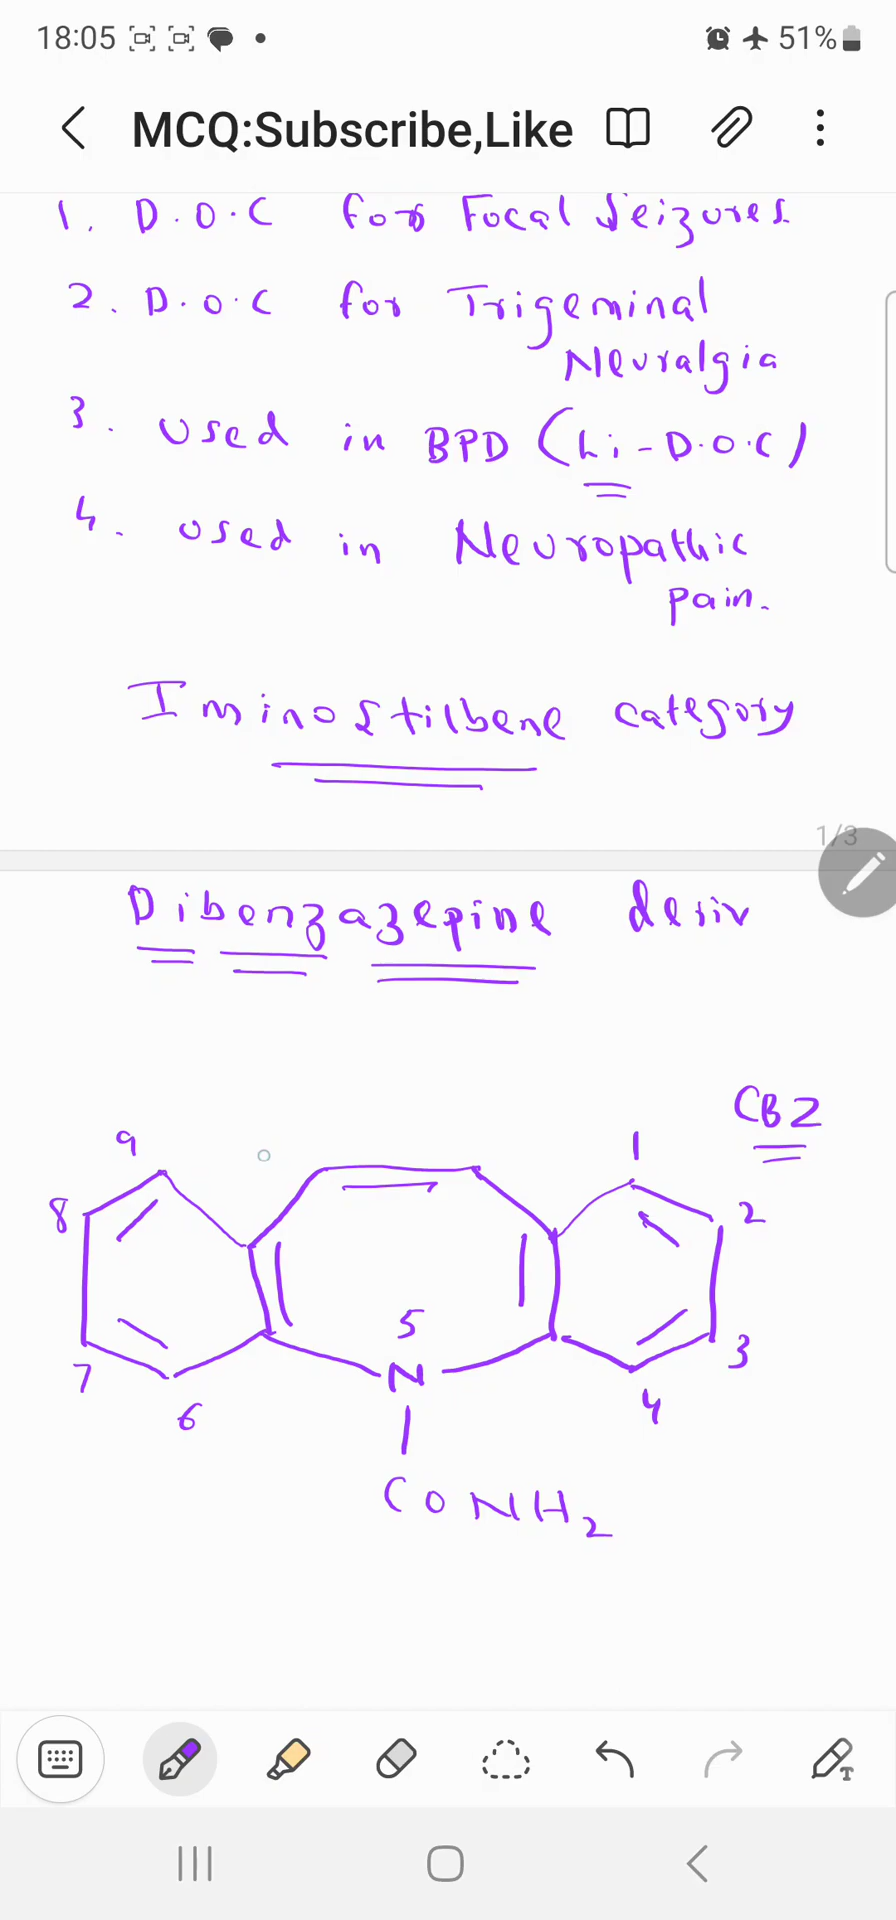 18:05
51%
MCQ:Subscribe,Like
1. D.O.C for Focal Seizures.
2. D.O.C for Trigeminal
Neuralgia
3. Used in BPD (Li-D.O.C)
4. Used in Neuropathic
pain.
Iminostilbene category
1/3
Dibenzazepine deriv
CBZ
9
1
8
2
5
7
N
3
6
4
CONH2
T